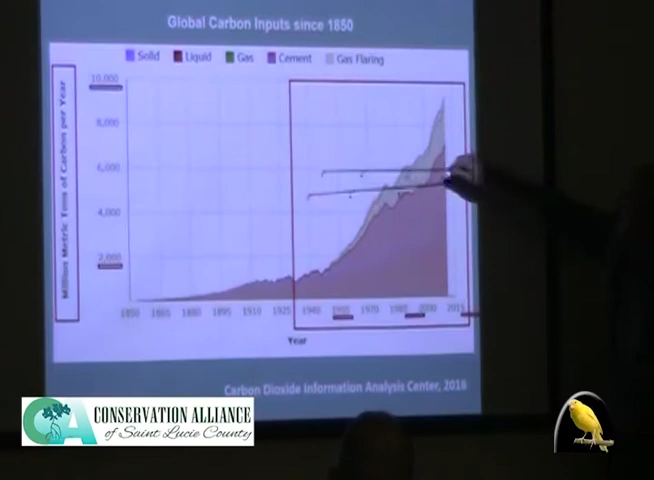 Global Carbon Inputs since 1850
Solid Liquid Gas Cement Gas Flaring
Million Metric Tons of Carbon per Year
10,000
8,000
6,000
4,000
2,000
1850 1865 1880 1895 1910 1925 1940 1955 1970 1985 2000 2015
Year
Carbon Dioxide Information Analysis Center, 2016
CA CONSERVATION ALLIANCE
of Saint Lucie County